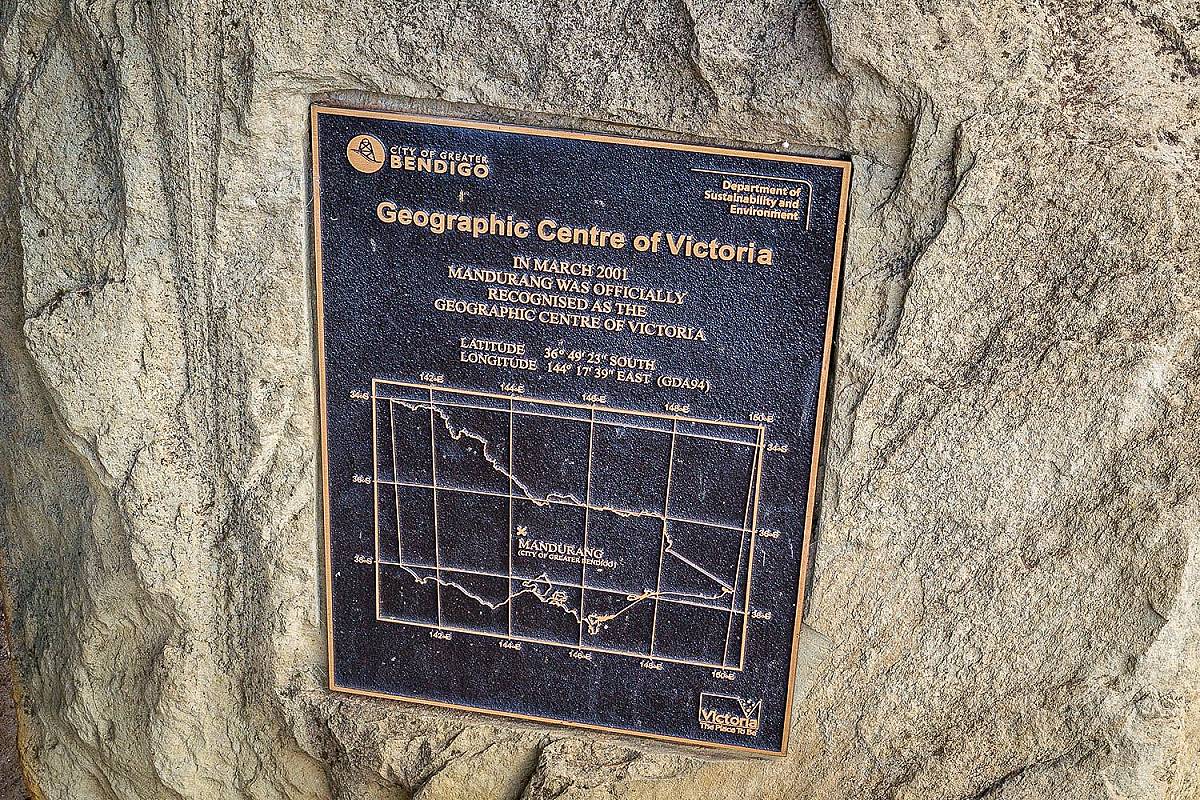 CITY OF GREATER
BENDIGO
Department of
Sustainability and
Environment
Geographic Centre of Victoria
IN MARCH 2001
MANDURANG WAS OFFICIALLY
RECOGNISED AS THE
GEOGRAPHIC CENTRE OF VICTORIA
LATITUDE 36° 49' 23" SOUTH
LONGITUDE 144° 17' 39" EAST (GDA94)
142°E 144°E 146°E 148°E 150°E
34°S 34°S
36°S 36°S
MANDURANG
(CITY OF GREATER BENDIGO)
38°S 38°S
142°E 144°E 146°E 148°E 150°E
Victoria
The Place To Be